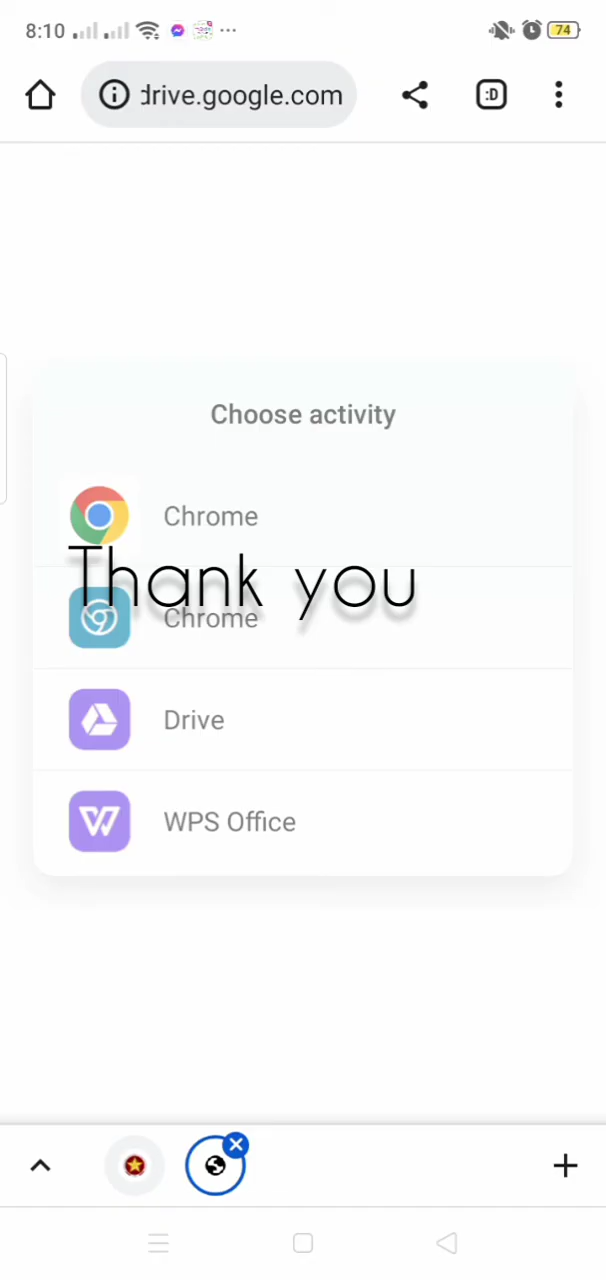 8:10
74
drive.google.com
:D
Choose activity
Chrome
Thank you
Chrome
Drive
WPS Office